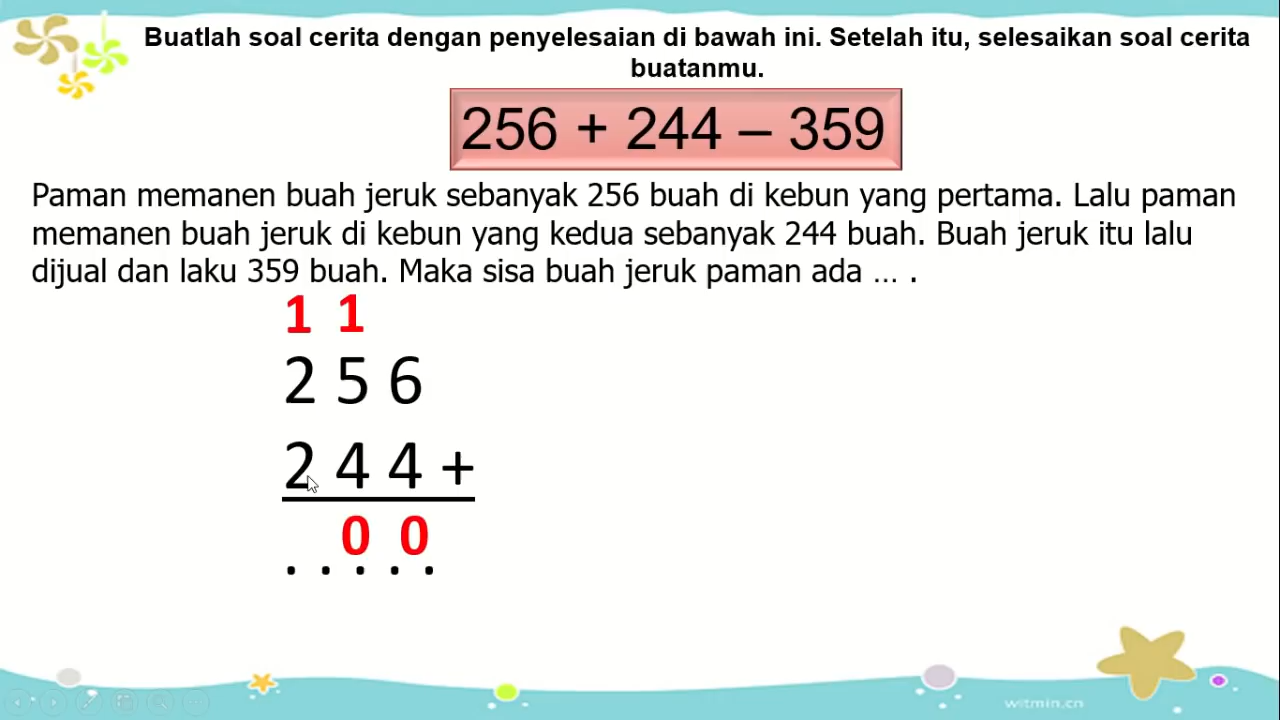 Buatlah soal cerita dengan penyelesaian di bawah ini. Setelah itu, selesaikan soal cerita
buatanmu.
256 + 244 – 359
Paman memanen buah jeruk sebanyak 256 buah di kebun yang pertama. Lalu paman
memanen buah jeruk di kebun yang kedua sebanyak 244 buah. Buah jeruk itu lalu
dijual dan laku 359 buah. Maka sisa buah jeruk paman ada ... .
1 1
2 5 6
2 4 4 +
0 0
. . . . .
witmin.cn